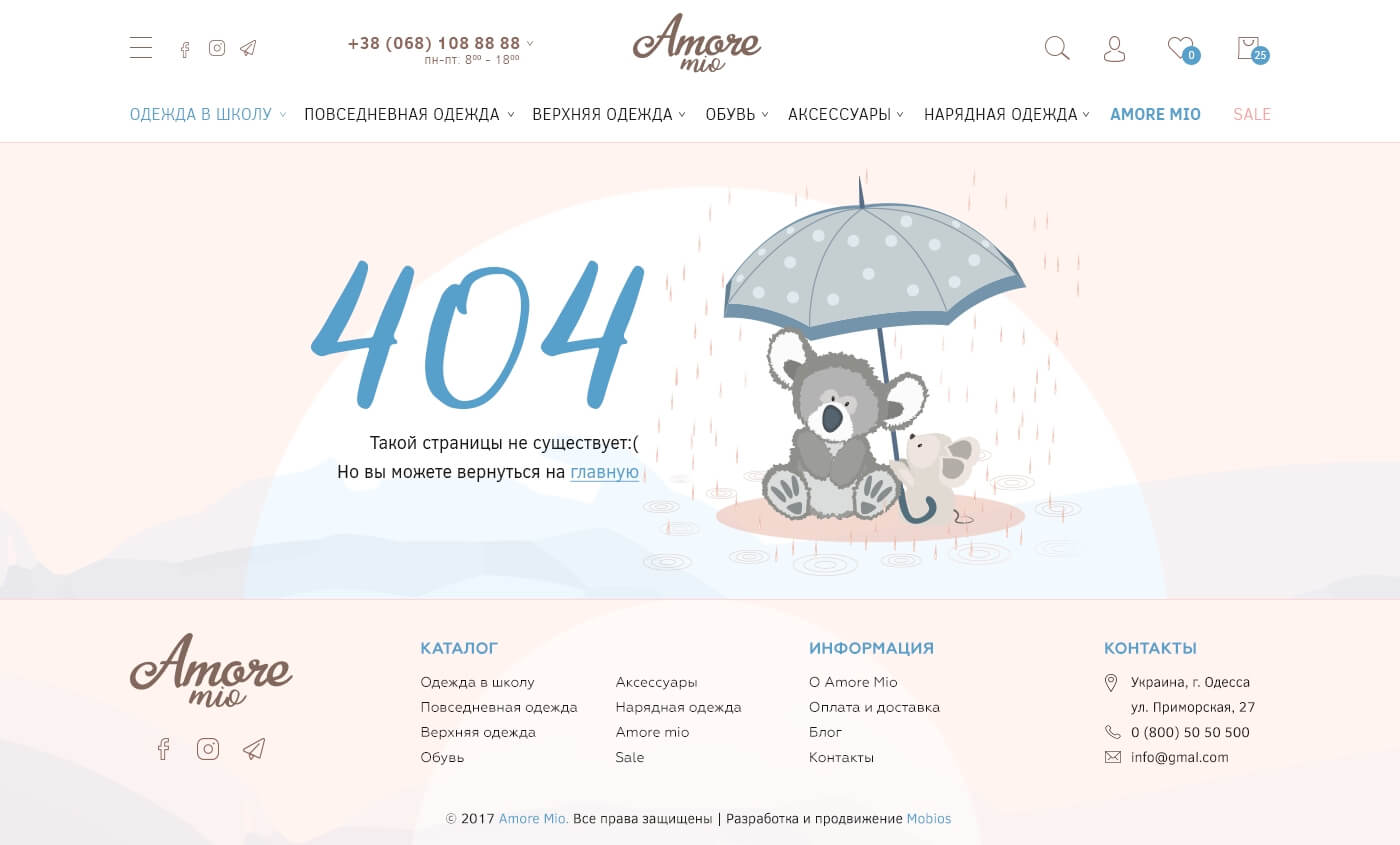 +38 (068) 108 88 88
пн-пт: 8⁰⁰ - 18⁰⁰
Amore
mio
0
25
ОДЕЖДА В ШКОЛУ
ПОВСЕДНЕВНАЯ ОДЕЖДА
ВЕРХНЯЯ ОДЕЖДА
ОБУВЬ
АКСЕССУАРЫ
НАРЯДНАЯ ОДЕЖДА
AMORE MIO
SALE
404
Такой страницы не существует:(
Но вы можете вернуться на главную
Amore
mio
КАТАЛОГ
Одежда в школу
Повседневная одежда
Верхняя одежда
Обувь
Аксессуары
Нарядная одежда
Amore mio
Sale
ИНФОРМАЦИЯ
О Amore Mio
Оплата и доставка
Блог
Контакты
КОНТАКТЫ
Украина, г. Одесса
ул. Приморская, 27
0 (800) 50 50 500
info@gmal.com
© 2017 Amore Mio. Все права защищены | Разработка и продвижение Mobios